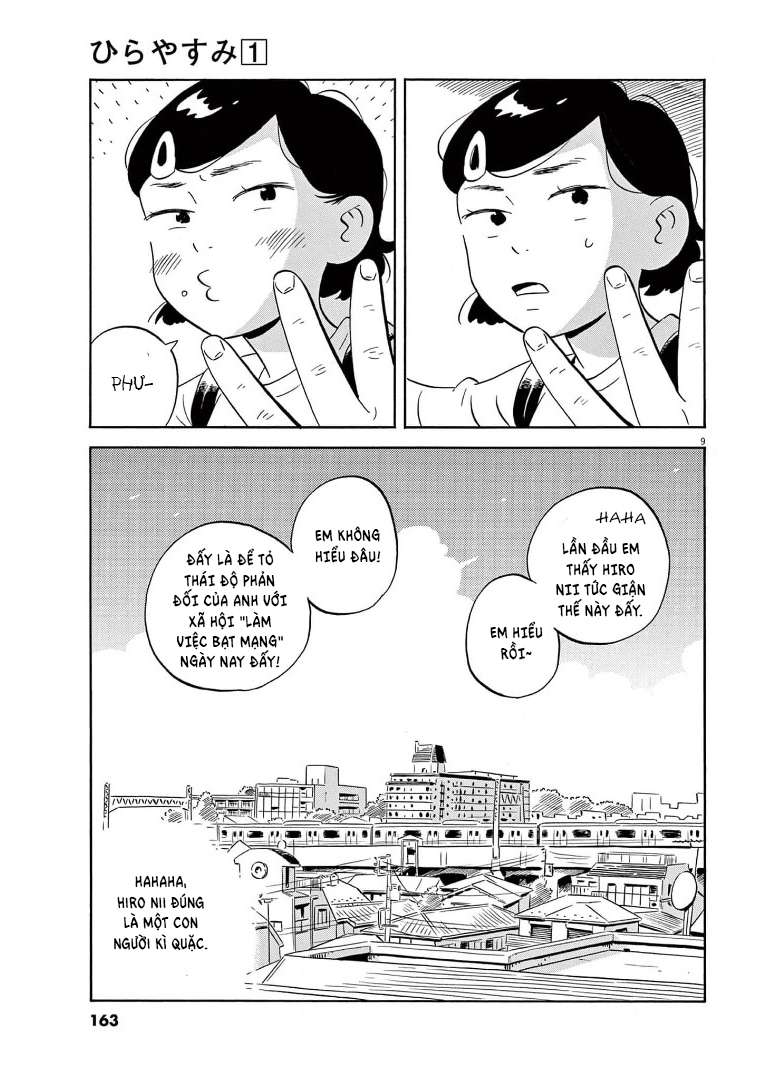 ひらやすみ1
PHƯ-
9
HAHA
LẦN ĐẦU EM
THẤY HIRO
NII TỨC GIẬN
THẾ NÀY ĐẤY.
EM HIỂU
RỒI~
EM KHÔNG
HIỂU ĐÂU!
ĐẤY LÀ ĐỂ TỎ
THÁI ĐỘ PHẢN
ĐỐI CỦA ANH VỚI
XÃ HỘI "LÀM
VIỆC BẠT MẠNG"
NGÀY NAY ĐẤY!
HAHAHA,
HIRO NII ĐÚNG
LÀ MỘT CON
NGƯỜI KÌ QUẶC.
163